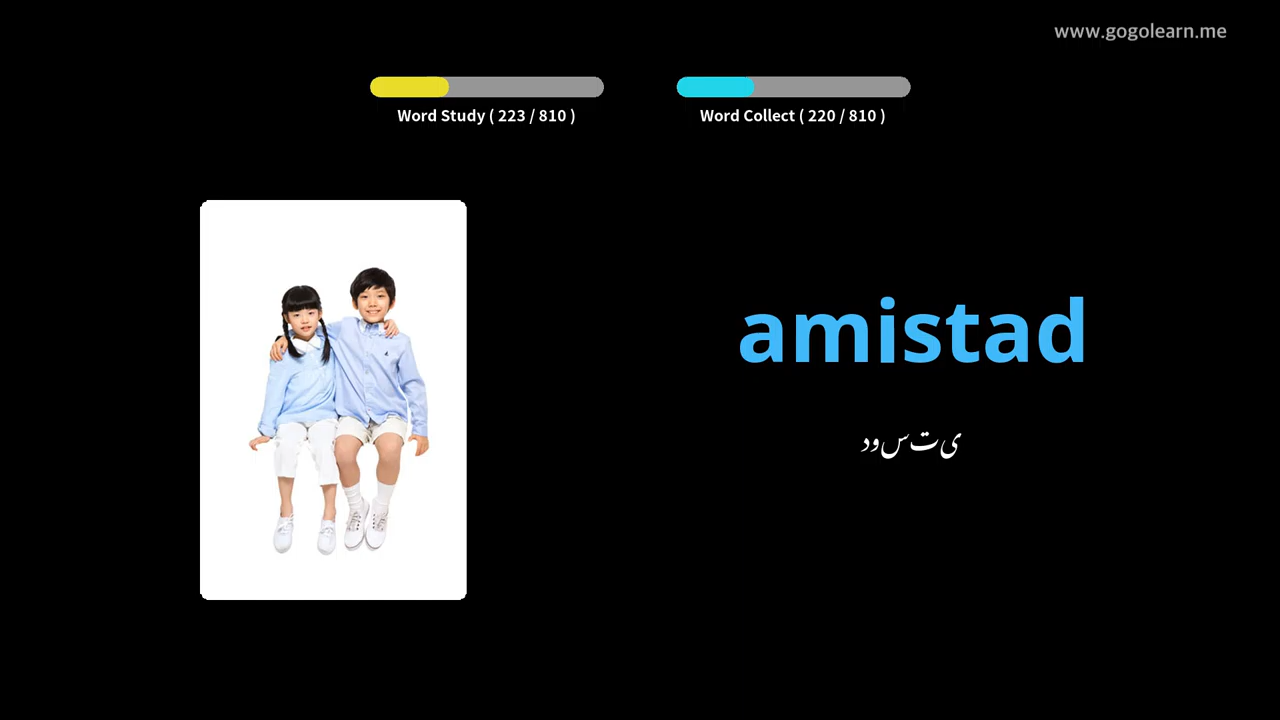 www.gogolearn.me
Word Study ( 223 / 810 )
Word Collect ( 220 / 810 )
amistad
دوستی